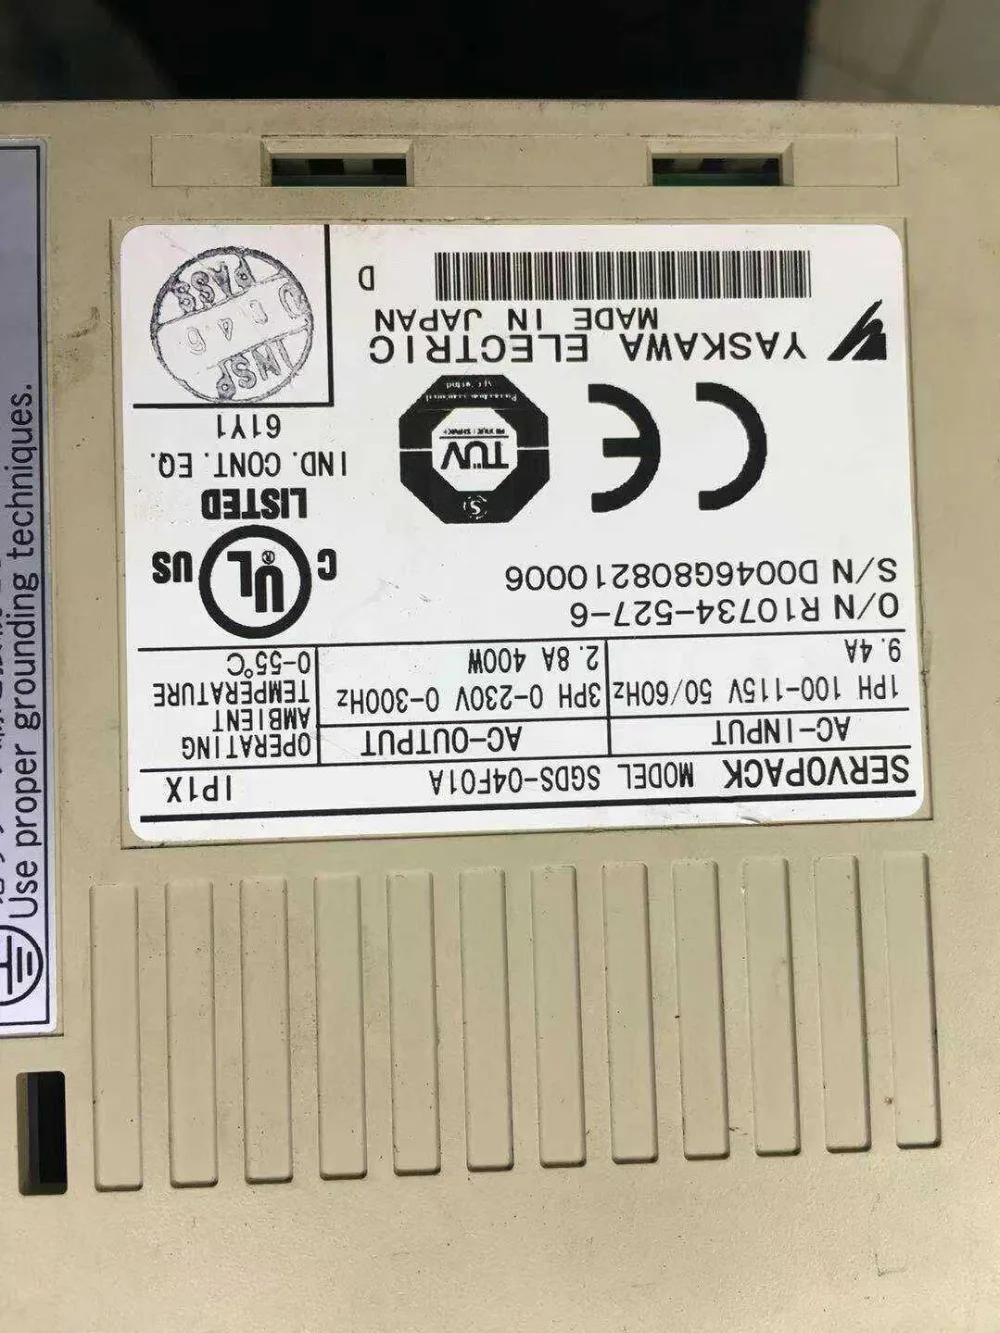 SERVOPACK MODEL SGDS-04F01A IP1X
AC-INPUT AC-OUTPUT OPERATING AMBIENT TEMPERATURE
1PH 100-115V 50/60Hz 3PH 0-230V 0-300Hz
9.4A 2.8A 400W 0-55°C
O/N R10734-527-6
S/N D0046G808210006
C UL® US
LISTED
IND. CONT. EQ.
61Y1
CE
TÜV
YASKAWA ELECTRIC
MADE IN JAPAN
D
INSP
PASS
Use proper grounding techniques.